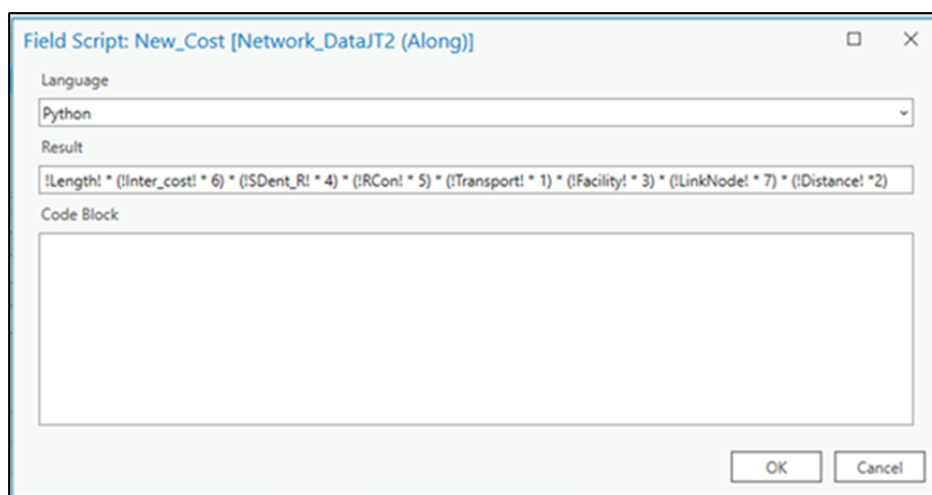 Field Script: New_Cost [Network_DataJT2 (Along)]
Language
Python
Result
!Length! * (!Inter_cost! * 6) * (!SDent_R! * 4) * (!RCon! * 5) * (!Transport! * 1) * (!Facility! * 3) * (!LinkNode! * 7) * (!Distance! *2)
Code Block
OK Cancel